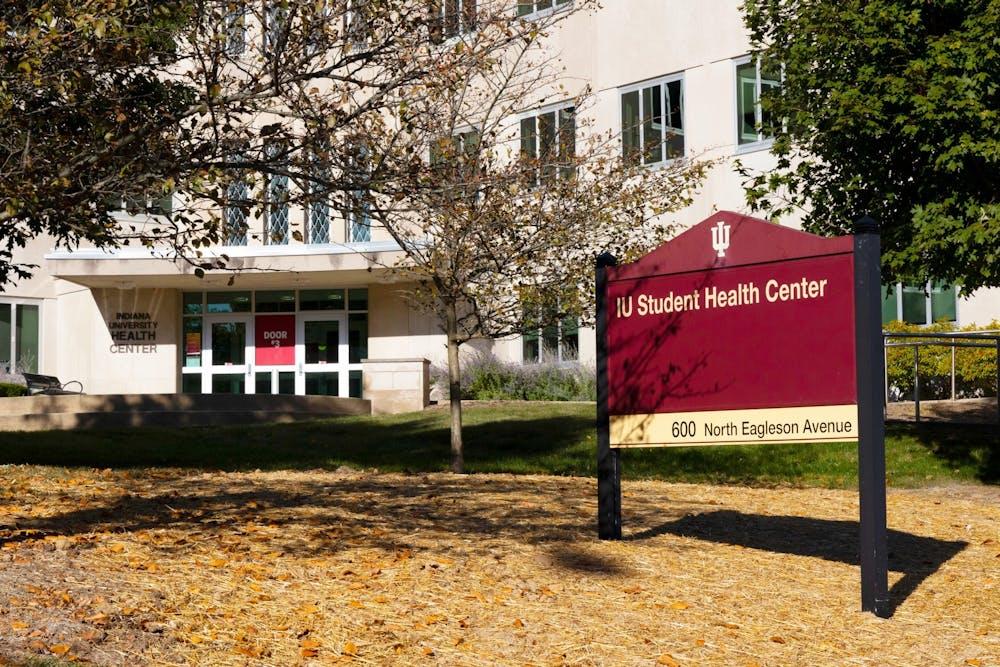 INDIANA
UNIVERSITY
HEALTH
CENTER
DOOR
#3
IU Student Health Center
600 North Eagleson Avenue